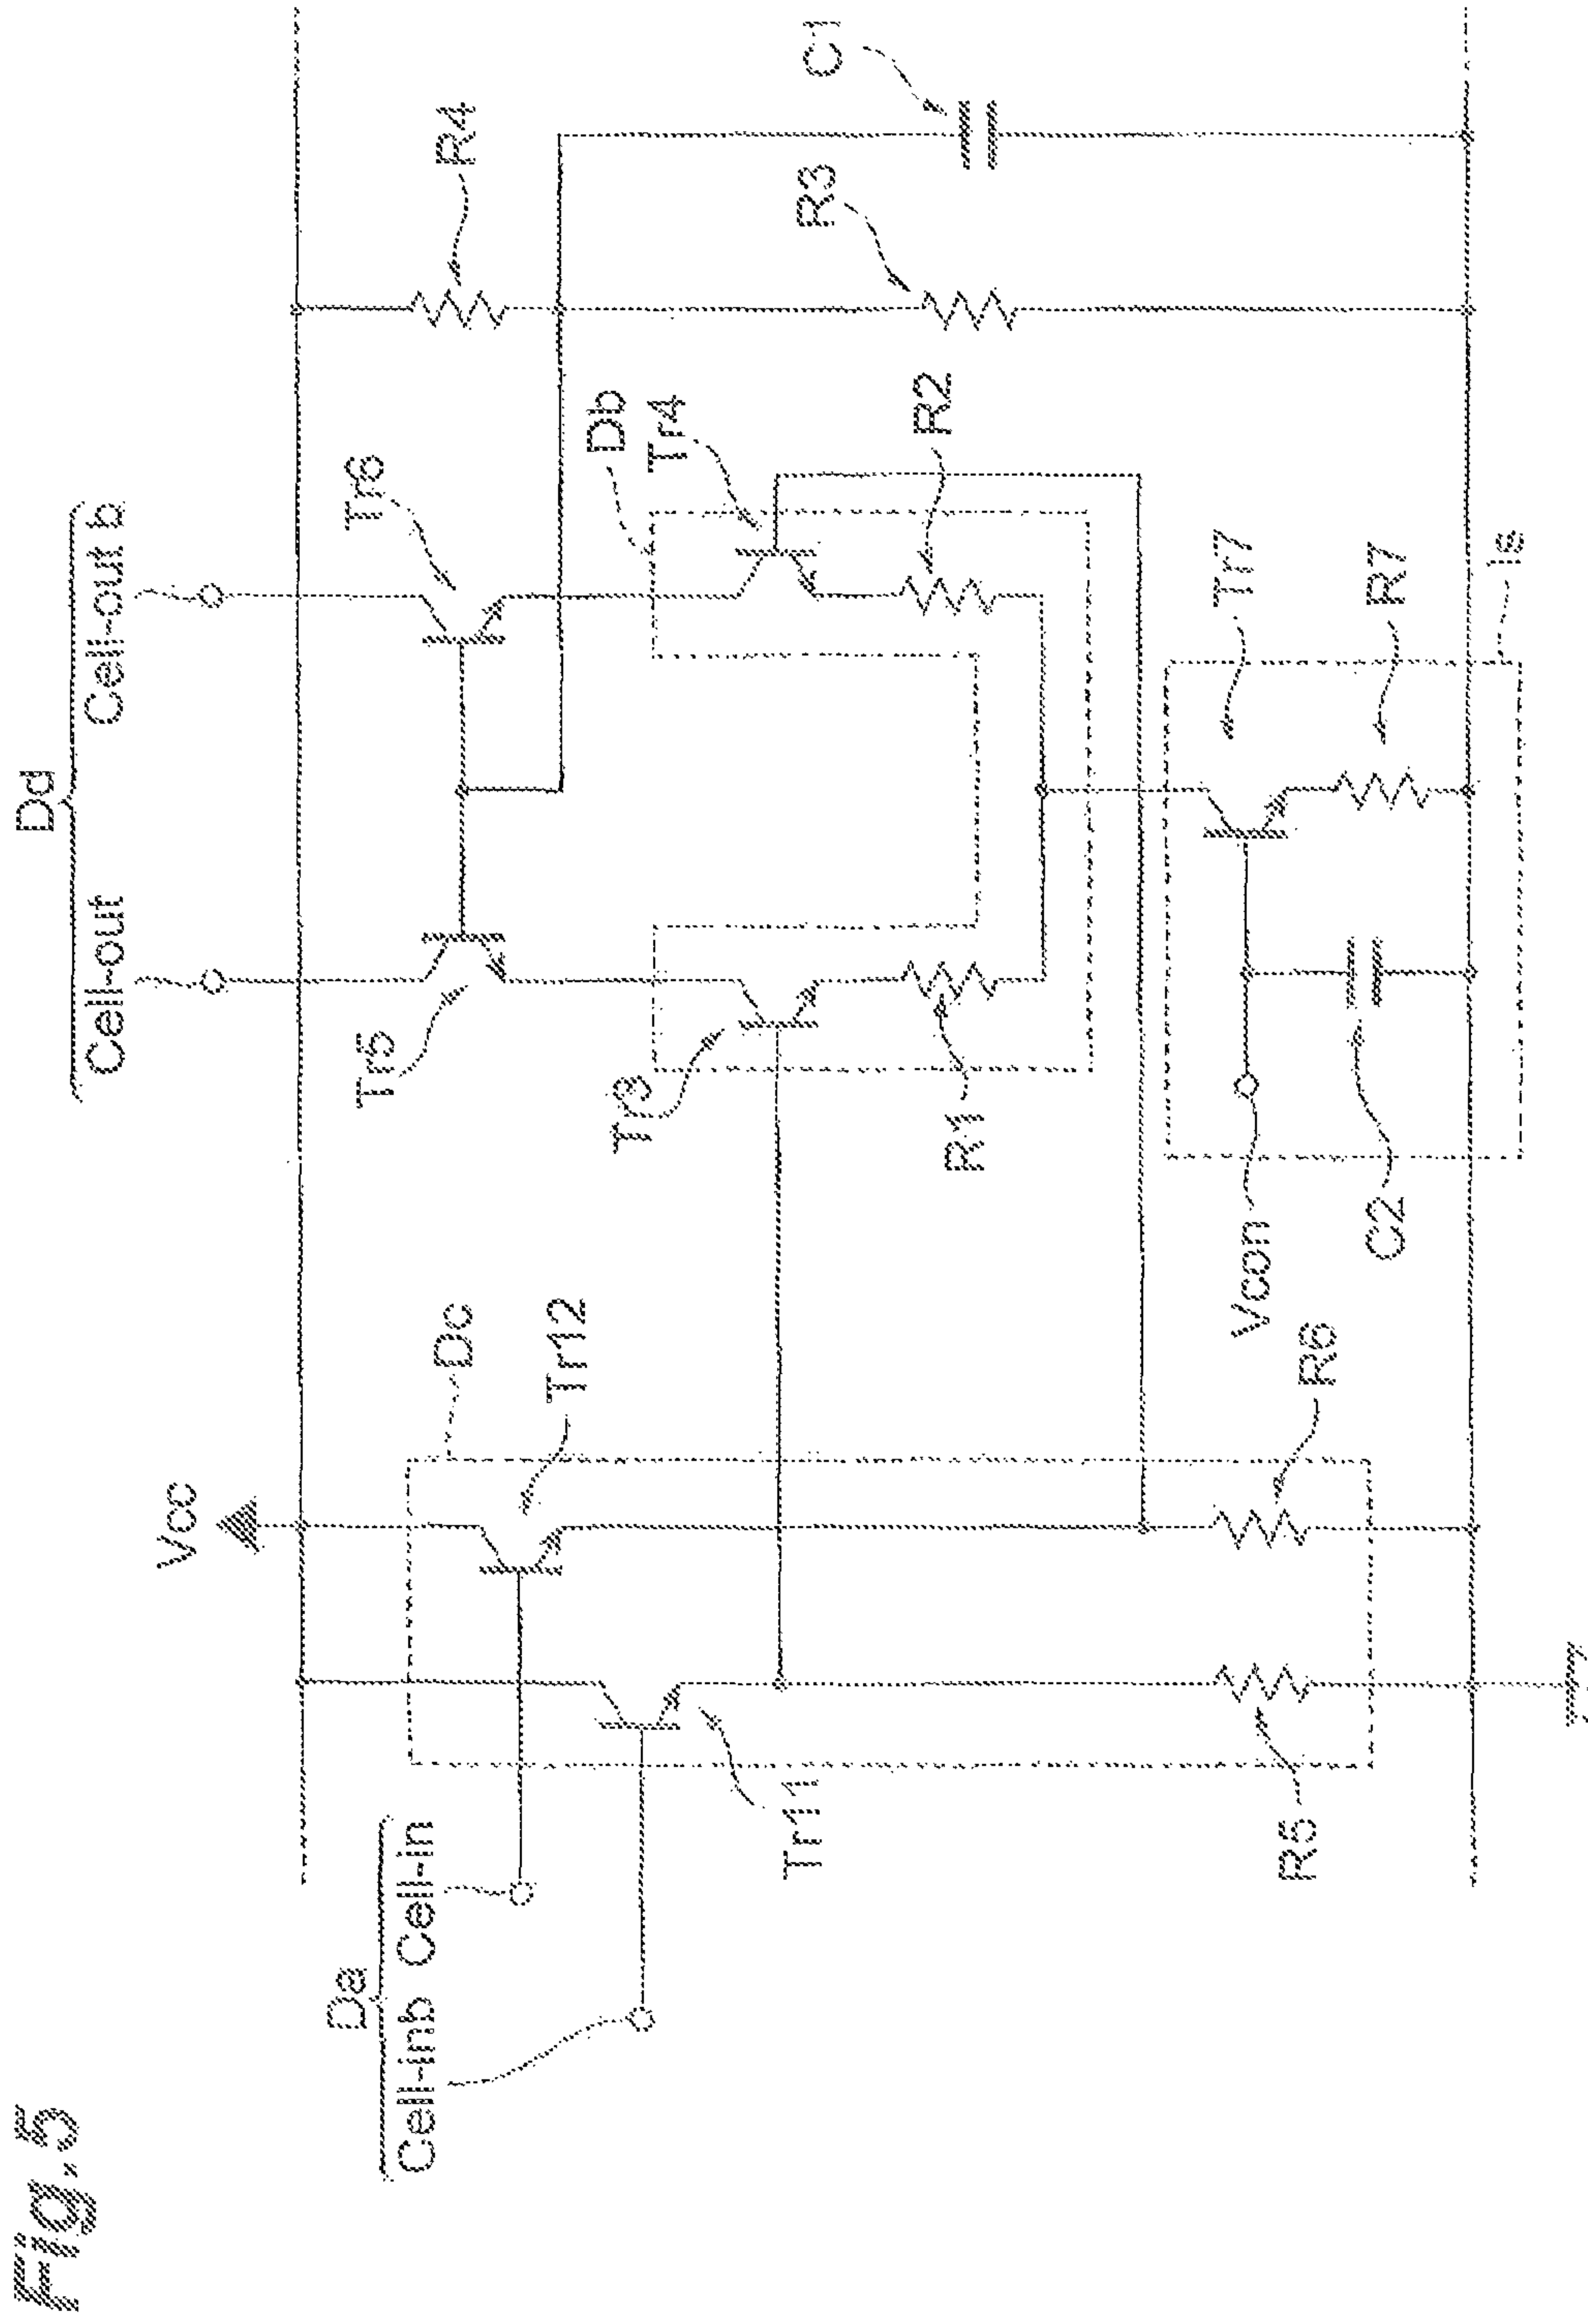 Fig.5
Dd
Cell-out
Cell-out b
Tr5
Tr6
R4
C1
R3
Db
Tr4
R2
Tr3
R1
Vcc
Dc
Tr12
Da
Cell-inb
Cell-in
Tr11
R5
R6
Vcon
C2
Tr7
R7
Is